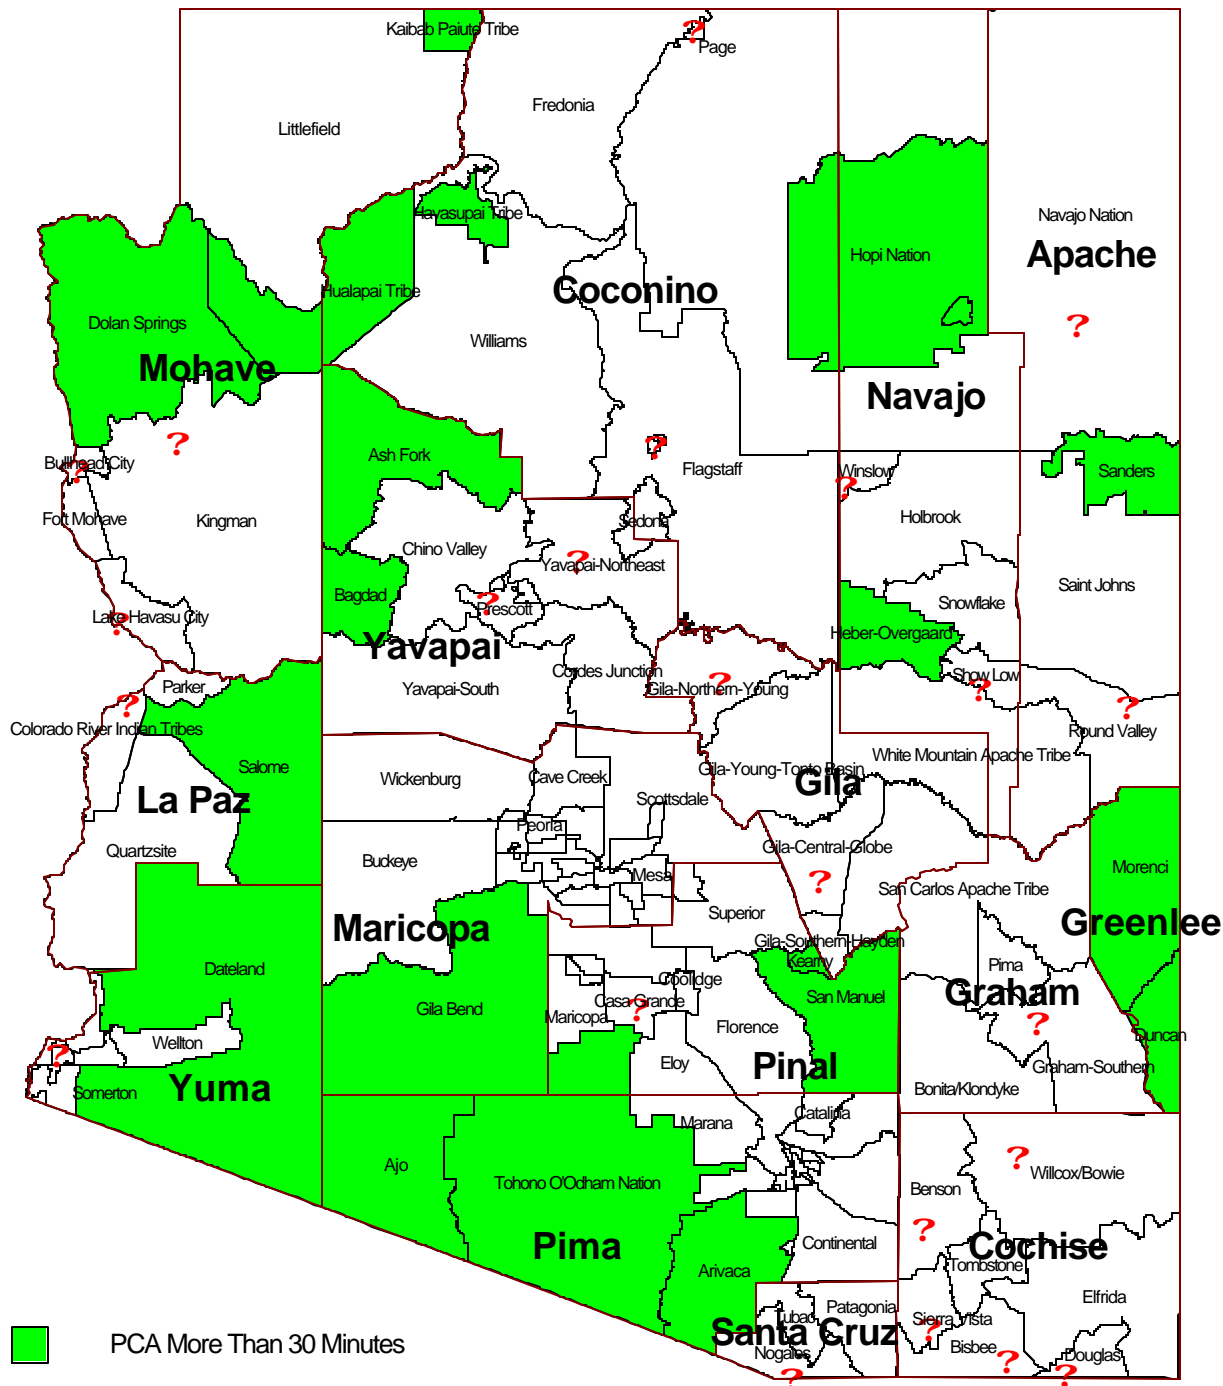 Kaibab Paiute Tribe
?
Page
Fredonia
Littlefield
Havasupai Tribe
Navajo Nation
Apache
Hopi Nation
Hualapai Tribe
Coconino
Dolan Springs
?
Williams
Mohave
Navajo
?
?
Ash Fork
Bullhead City
?
Flagstaff
Winslow
?
Sanders
Fort Mohave
Kingman
Sedona
Holbrook
Chino Valley
?
Yavapai-Northeast
Saint Johns
Bagdad
?
Prescott
Snowflake
Lake Havasu City
?
Heber-Overgaard
Yavapai
Cordes Junction
Show Low
?
Parker
Yavapai-South
?
Gila-Northern-Young
?
?
Colorado River Indian Tribes
Round Valley
Salome
White Mountain Apache Tribe
Wickenburg
Cave Creek
Gila-Young-Tonto Basin
Gila
La Paz
Scottsdale
Peoria
Quartzsite
Buckeye
Gila-Central-Globe
Mesa
?
Morenci
San Carlos Apache Tribe
Maricopa
Superior
Greenlee
Gila-Southern-Hayden
Kearny
Dateland
Pima
Coolidge
Graham
Gila Bend
Casa Grande
?
San Manuel
Maricopa
Florence
?
Wellton
?
Duncan
Eloy
Pinal
Graham-Southern
Somerton
Yuma
Bonita/Klondyke
Catalina
Marana
Ajo
?
Willcox/Bowie
Tohono O'Odham Nation
Benson
?
Pima
Continental
Cochise
Arivaca
Tombstone
Elfrida
Patagonia
Tubac
Sierra Vista
?
Santa Cruz
Bisbee
Nogales
?
Douglas
?
?
PCA More Than 30 Minutes